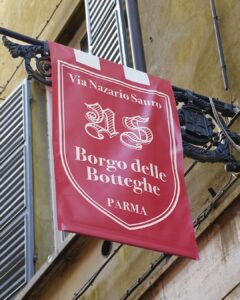 Via Nazario Sauro
NS
Borgo delle
Botteghe
PARMA